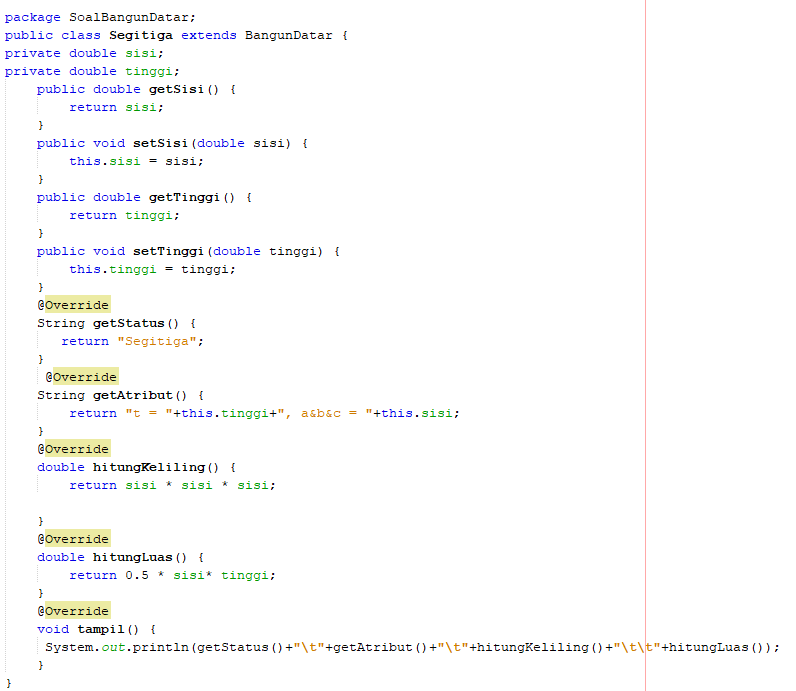 package SoalBangunDatar;
public class Segitiga extends BangunDatar {
private double sisi;
private double tinggi;
    public double getSisi() {
        return sisi;
    }
    public void setSisi(double sisi) {
        this.sisi = sisi;
    }
    public double getTinggi() {
        return tinggi;
    }
    public void setTinggi(double tinggi) {
        this.tinggi = tinggi;
    }
    @Override
    String getStatus() {
       return "Segitiga";
    }
     @Override
    String getAtribut() {
        return "t = "+this.tinggi+", a&b&c = "+this.sisi;
    }
    @Override
    double hitungKeliling() {
        return sisi * sisi * sisi;

    }
    @Override
    double hitungLuas() {
        return 0.5 * sisi* tinggi;
    }
    @Override
    void tampil() {
     System.out.println(getStatus()+"\t"+getAtribut()+"\t"+hitungKeliling()+"\t\t"+hitungLuas());
    }
}